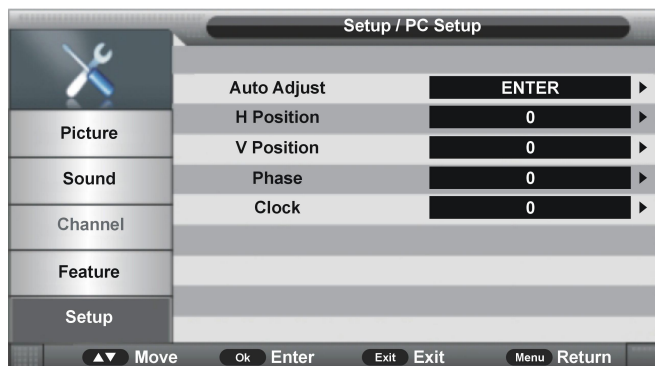 Setup / PC Setup
Auto Adjust ENTER
H Position 0
V Position 0
Phase 0
Clock 0
Picture
Sound
Channel
Feature
Setup
▲▼ Move Ok Enter Exit Exit Menu Return